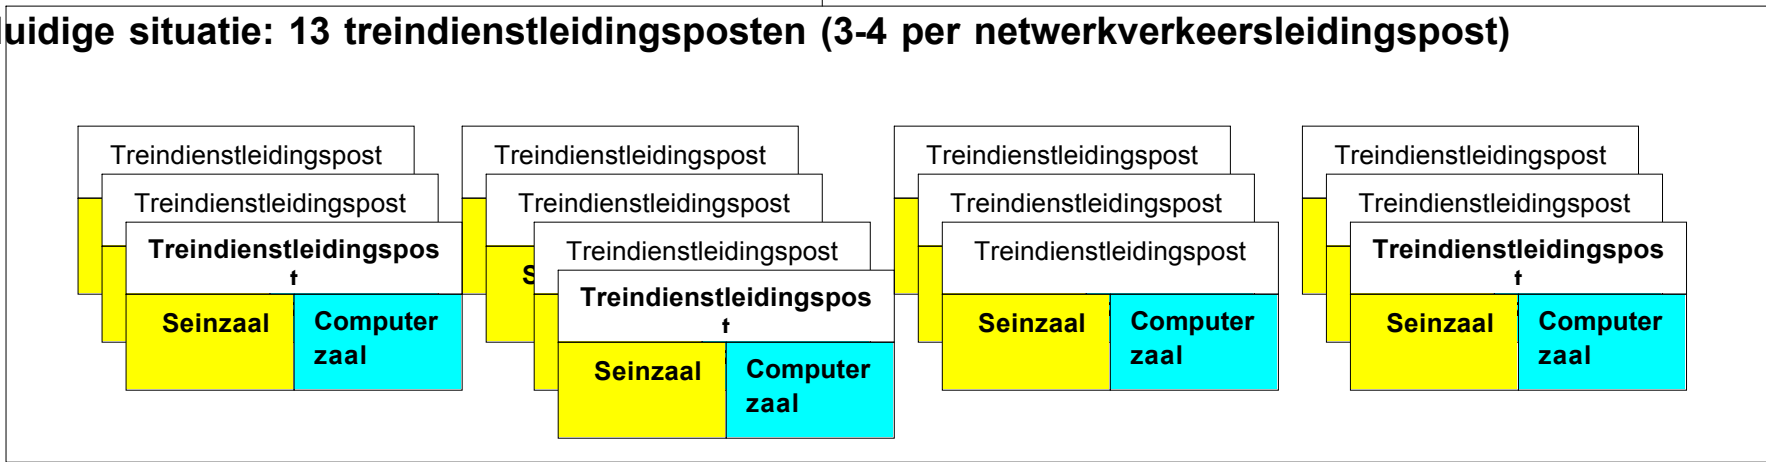 uidige situatie: 13 treindienstleidingsposten (3-4 per netwerkverkeersleidingspost)
Treindienstleidingspost
Treindienstleidingspost
Treindienstleidingspos
t
Seinzaal
Computer
zaal
Treindienstleidingspost
Treindienstleidingspost
S
Treindienstleidingspost
Treindienstleidingspos
t
Seinzaal
Computer
zaal
Treindienstleidingspost
Treindienstleidingspost
Treindienstleidingspost
Seinzaal
Computer
zaal
Treindienstleidingspost
Treindienstleidingspost
Treindienstleidingspos
t
Seinzaal
Computer
zaal